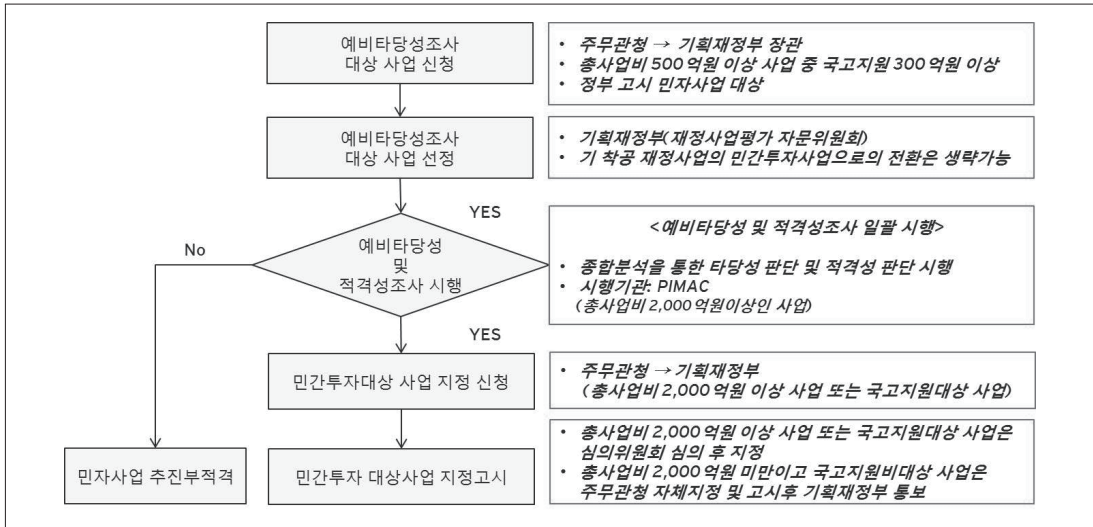 예비타당성조사
대상 사업 신청
• 주무관청 → 기획재정부 장관
• 총사업비 500억원 이상 사업 중 국고지원 300억원 이상
• 정부 고시 민자사업 대상
예비타당성조사
대상 사업 선정
• 기획재정부(재정사업평가 자문위원회)
• 기 착공 재정사업의 민간투자사업으로의 전환은 생략가능
YES
No
예비타당성
및
적격성조사 시행
<예비타당성 및 적격성조사 일괄 시행>
• 종합분석을 통한 타당성 판단 및 적격성 판단 시행
• 시행기관: PIMAC
(총사업비 2,000억원이상인 사업)
YES
민간투자대상 사업 지정 신청
• 주무관청 → 기획재정부
(총사업비 2,000억원 이상 사업 또는 국고지원대상 사업)
민자사업 추진부적격
민간투자 대상사업 지정고시
• 총사업비 2,000억원 이상 사업 또는 국고지원대상 사업은
심의위원회 심의 후 지정
• 총사업비 2,000억원 미만이고 국고지원비대상 사업은
주무관청 자체지정 및 고시후 기획재정부 통보